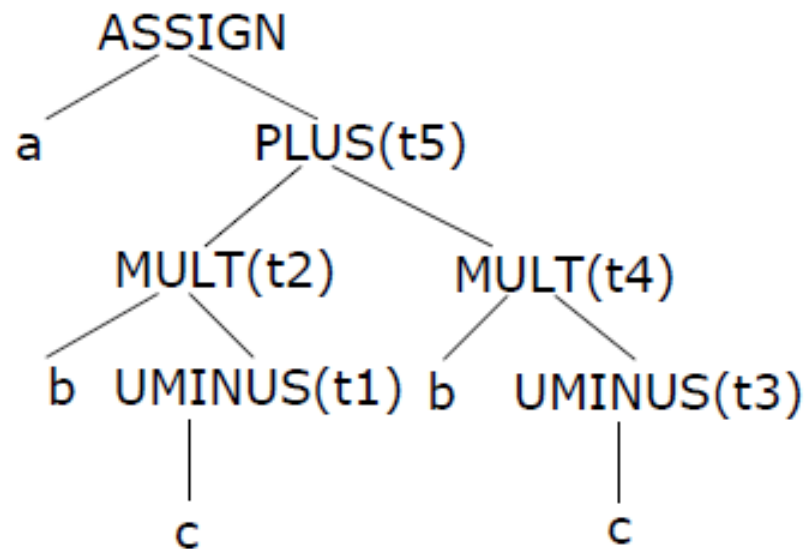 ASSIGN
a PLUS(t5)
MULT(t2) MULT(t4)
b UMINUS(t1) b UMINUS(t3)
c c